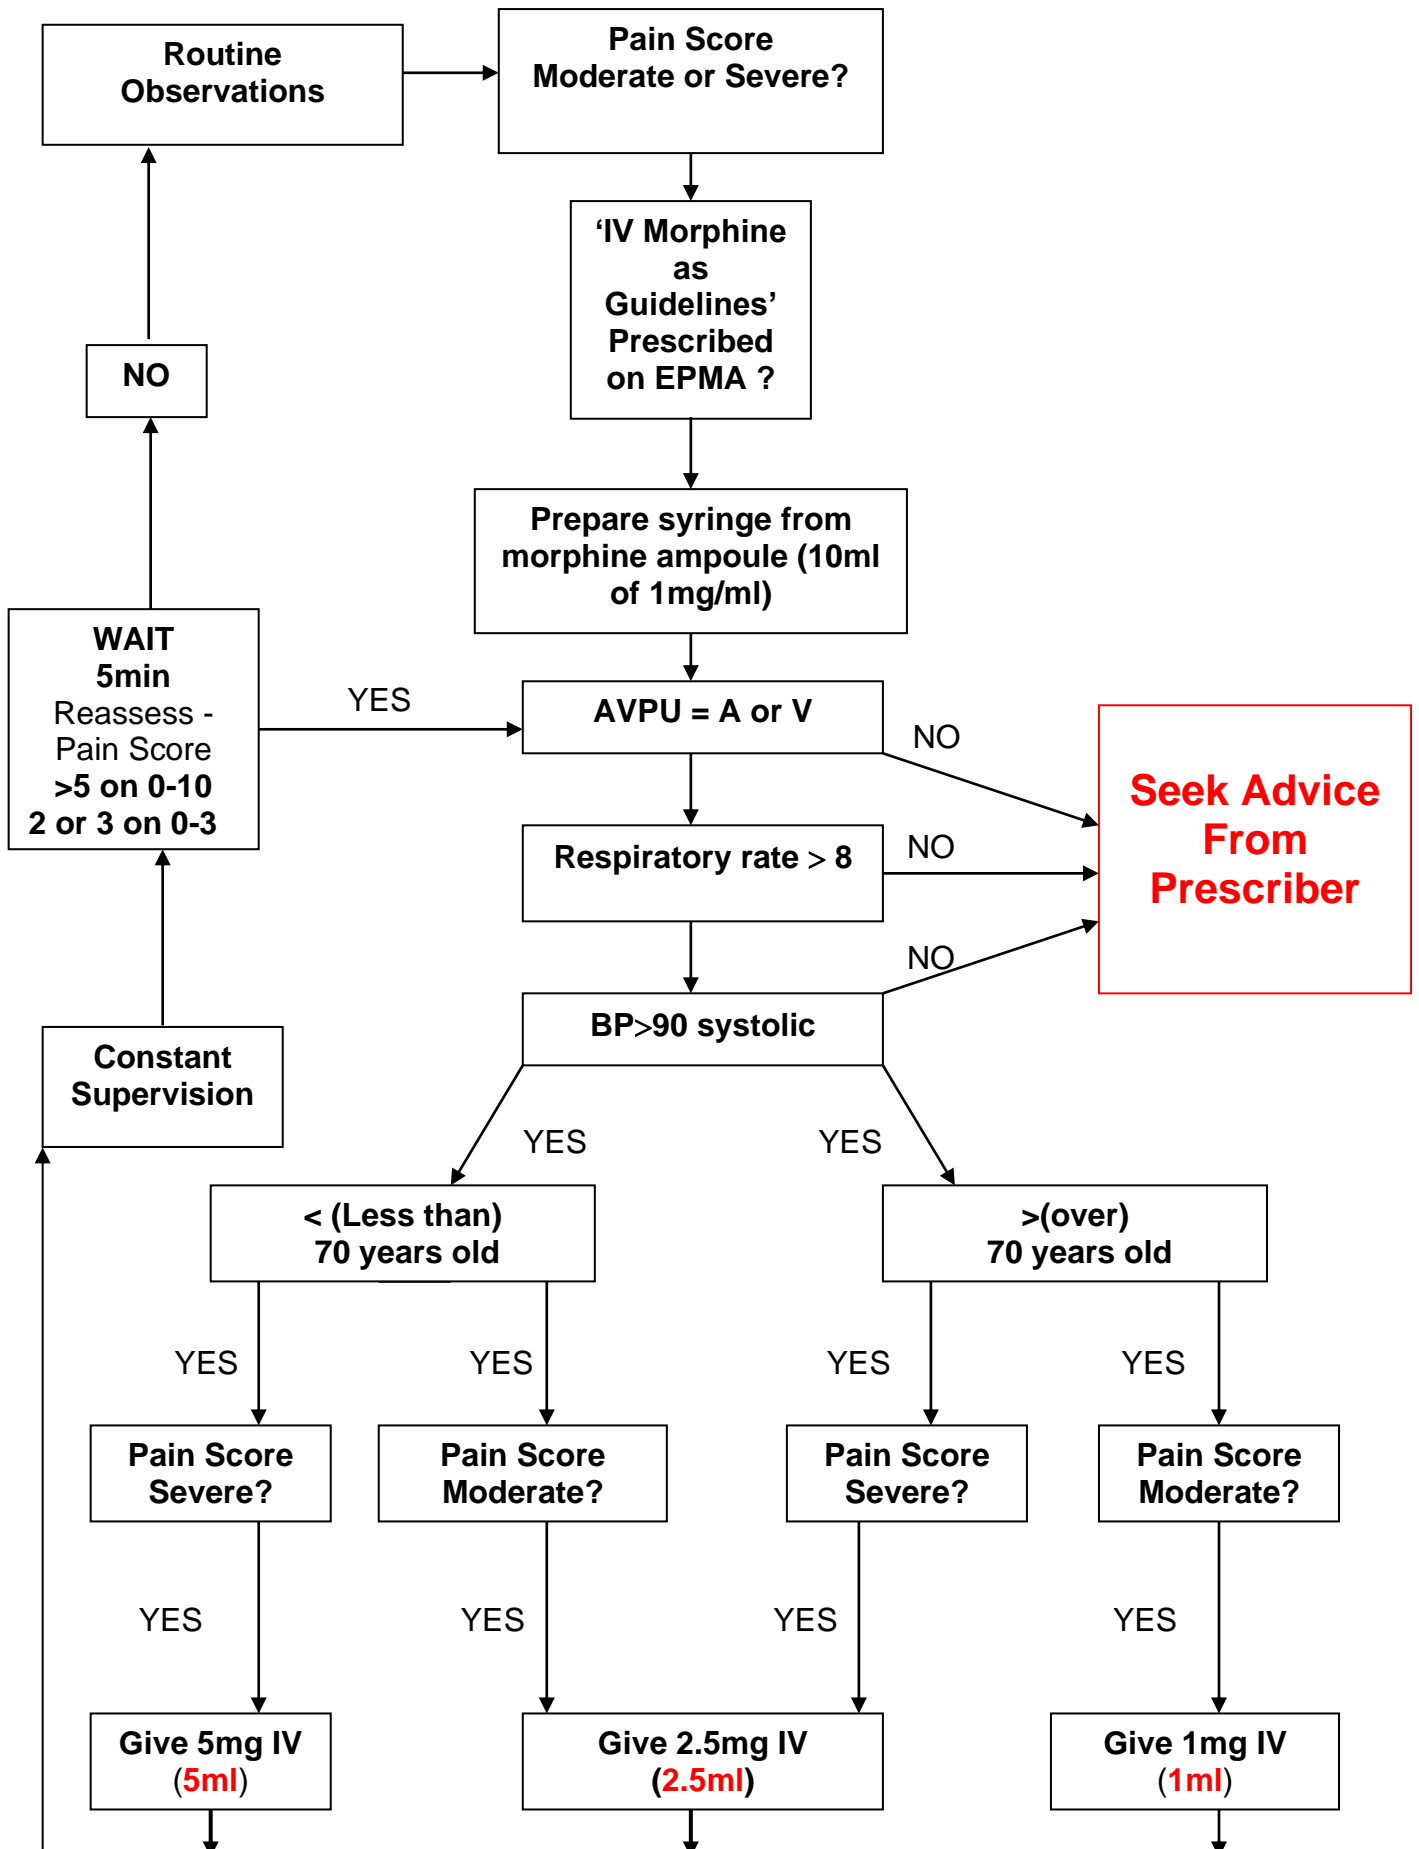 Routine
Observations
Pain Score
Moderate or Severe?
‘IV Morphine
as
Guidelines’
Prescribed
on EPMA ?
NO
Prepare syringe from
morphine ampoule (10ml
of 1mg/ml)
WAIT
5min
Reassess -
Pain Score
>5 on 0-10
2 or 3 on 0-3
YES
AVPU = A or V
NO
Seek Advice
From
Prescriber
Respiratory rate > 8
NO
NO
BP>90 systolic
Constant
Supervision
YES
YES
< (Less than)
70 years old
>(over)
70 years old
YES
YES
YES
YES
Pain Score
Severe?
Pain Score
Moderate?
Pain Score
Severe?
Pain Score
Moderate?
YES
YES
YES
YES
Give 5mg IV
(5ml)
Give 2.5mg IV
(2.5ml)
Give 1mg IV
(1ml)